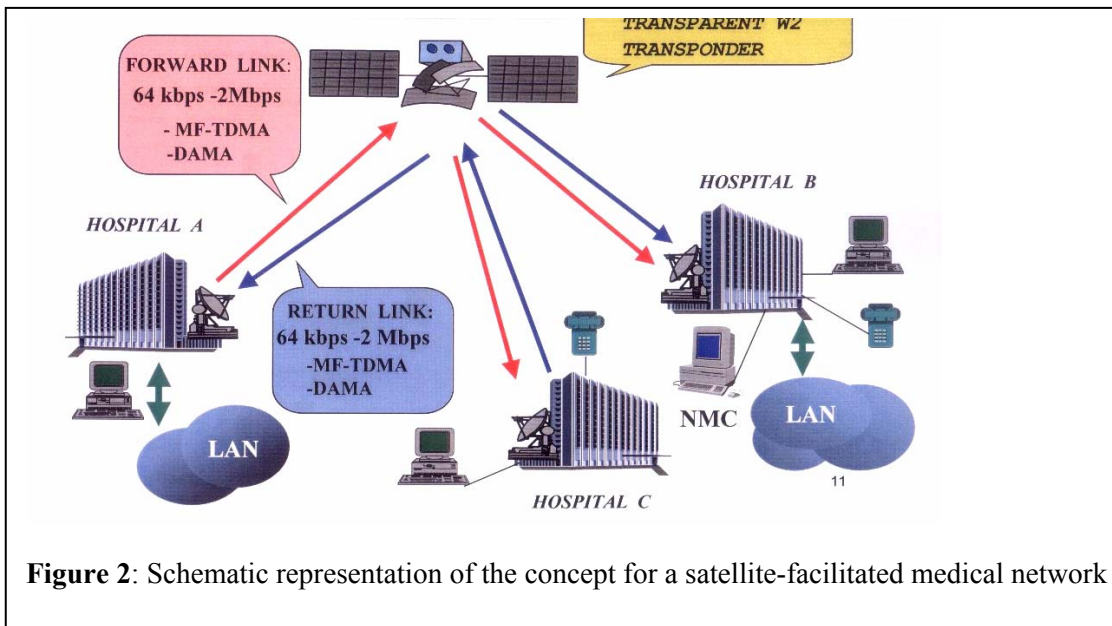 TRANSPARENT W2
TRANSPONDER
FORWARD LINK:
64 kbps -2Mbps
- MF-TDMA
-DAMA
HOSPITAL A
HOSPITAL B
RETURN LINK:
64 kbps -2 Mbps
-MF-TDMA
-DAMA
LAN
NMC
LAN
HOSPITAL C
11
Figure 2: Schematic representation of the concept for a satellite-facilitated medical network